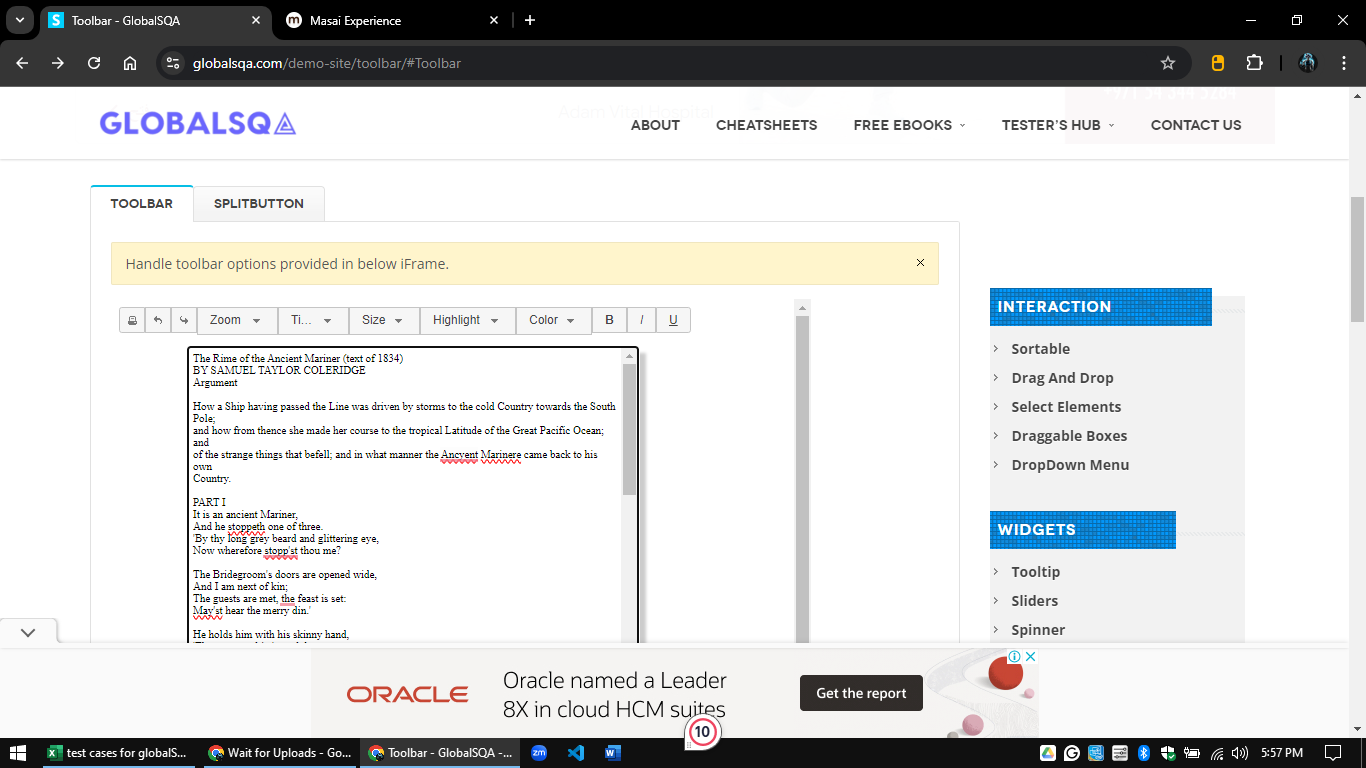 Toolbar - GlobalSQA
Masai Experience
globalsqa.com/demo-site/toolbar/#Toolbar
GLOBALSQA
Adam Vital Hospital
ABOUT
CHEATSHEETS
FREE EBOOKS
TESTER'S HUB
CONTACT US
TOOLBAR
SPLITBUTTON
Handle toolbar options provided in below iFrame.
Zoom
Ti...
Size
Highlight
Color
B
I
U
The Rime of the Ancient Mariner (text of 1834)
BY SAMUEL TAYLOR COLERIDGE
Argument
How a Ship having passed the Line was driven by storms to the cold Country towards the South
Pole;
and how from thence she made her course to the tropical Latitude of the Great Pacific Ocean;
and
of the strange things that befell; and in what manner the Ancyent Marinere came back to his
own
Country.
PART I
It is an ancient Mariner,
And he stoppeth one of three.
'By thy long grey beard and glittering eye,
Now wherefore stopp'st thou me?
The Bridegroom's doors are opened wide,
And I am next of kin;
The guests are met, the feast is set:
May'st hear the merry din.'
He holds him with his skinny hand,
INTERACTION
Sortable
Drag And Drop
Select Elements
Draggable Boxes
DropDown Menu
WIDGETS
Tooltip
Sliders
Spinner
ORACLE
Oracle named a Leader
8X in cloud HCM suites
Get the report
10
test cases for globalS...
Wait for Uploads - Go...
Toolbar - GlobalSQA -...
zm
5:57 PM